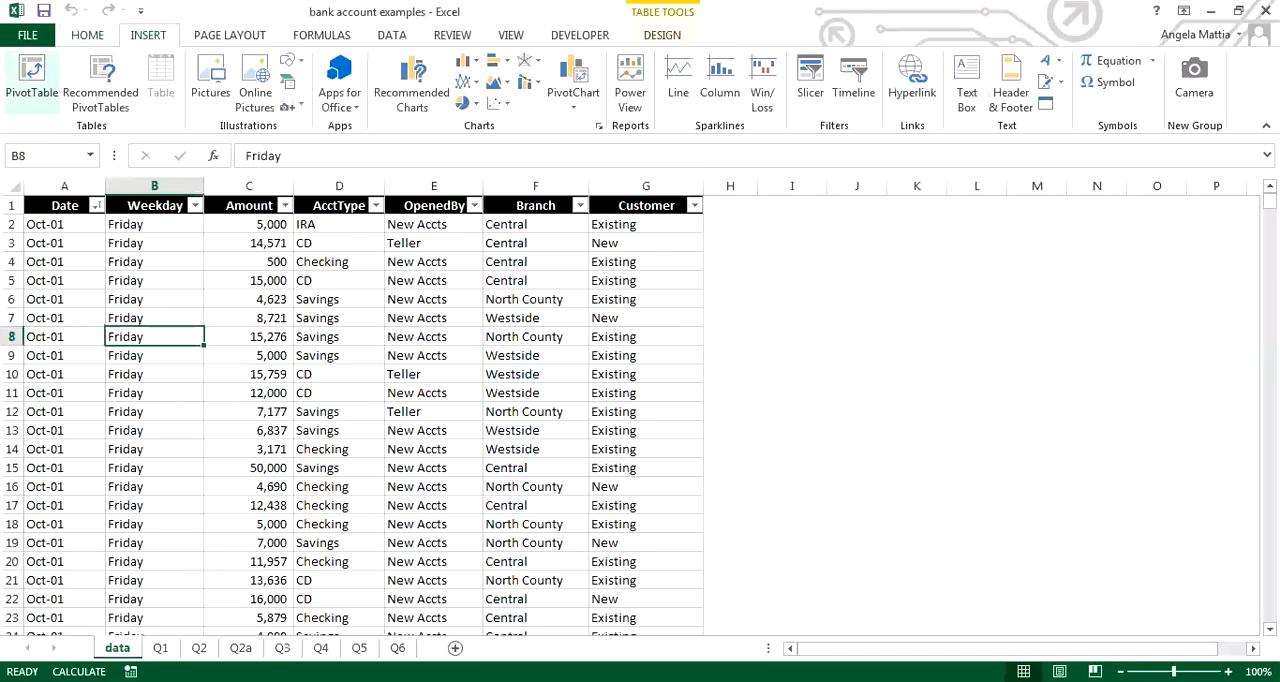 bank account examples - Excel
TABLE TOOLS
?
FILE HOME INSERT PAGE LAYOUT FORMULAS DATA REVIEW VIEW DEVELOPER DESIGN
Angela Mattia
PivotTable Recommended PivotTables Table
Pictures Online Pictures
Apps for Office
Recommended Charts
PivotChart
Power View
Line Column Win/ Loss
Slicer Timeline
Hyperlink
Text Box Header & Footer
π Equation
Ω Symbol
Camera
Tables Illustrations Apps Charts Reports Sparklines Filters Links Text Symbols New Group
B8 fx Friday
A B C D E F G H I J K L M N O P
1 Date Weekday Amount AcctType OpenedBy Branch Customer
2 Oct-01 Friday 5,000 IRA New Accts Central Existing
3 Oct-01 Friday 14,571 CD Teller Central New
4 Oct-01 Friday 500 Checking New Accts Central Existing
5 Oct-01 Friday 15,000 CD New Accts Central Existing
6 Oct-01 Friday 4,623 Savings New Accts North County Existing
7 Oct-01 Friday 8,721 Savings New Accts Westside New
8 Oct-01 Friday 15,276 Savings New Accts North County Existing
9 Oct-01 Friday 5,000 Savings New Accts Westside Existing
10 Oct-01 Friday 15,759 CD Teller Westside Existing
11 Oct-01 Friday 12,000 CD New Accts Westside Existing
12 Oct-01 Friday 7,177 Savings Teller North County Existing
13 Oct-01 Friday 6,837 Savings New Accts Westside Existing
14 Oct-01 Friday 3,171 Checking New Accts Westside Existing
15 Oct-01 Friday 50,000 Savings New Accts Central Existing
16 Oct-01 Friday 4,690 Checking New Accts North County New
17 Oct-01 Friday 12,438 Checking New Accts Central Existing
18 Oct-01 Friday 5,000 Checking New Accts North County Existing
19 Oct-01 Friday 7,000 Savings New Accts North County New
20 Oct-01 Friday 11,957 Checking New Accts Central Existing
21 Oct-01 Friday 13,636 CD New Accts North County Existing
22 Oct-01 Friday 16,000 CD New Accts Central New
23 Oct-01 Friday 5,879 Checking New Accts Central Existing
data Q1 Q2 Q2a Q3 Q4 Q5 Q6
READY CALCULATE 100%